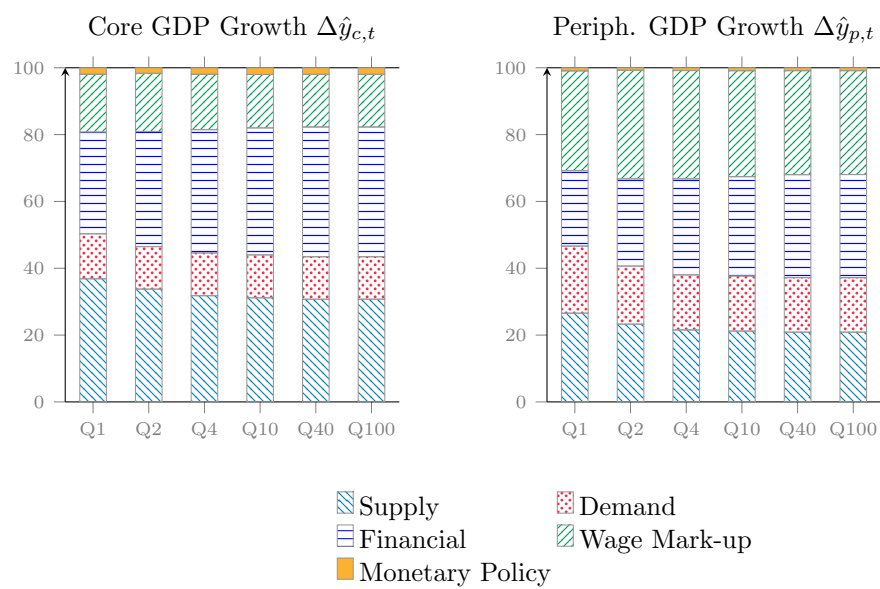 Core GDP Growth Δŷ_{c,t}
100
80
60
40
20
0
Q1 Q2 Q4 Q10 Q40 Q100
Periph. GDP Growth Δŷ_{p,t}
100
80
60
40
20
0
Q1 Q2 Q4 Q10 Q40 Q100
Supply Demand
Financial Wage Mark-up
Monetary Policy